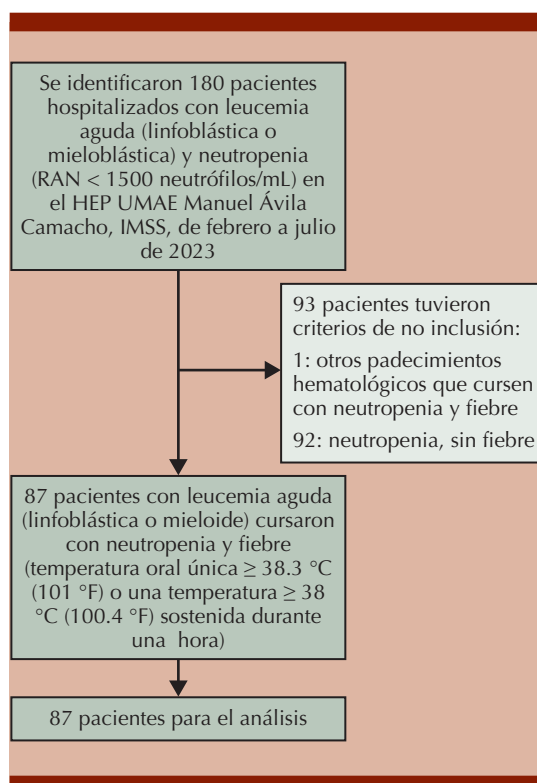 Se identificaron 180 pacientes
hospitalizados con leucemia
aguda (linfoblástica o
mieloblástica) y neutropenia
(RAN < 1500 neutrófilos/mL) en
el HEP UMAE Manuel Ávila
Camacho, IMSS, de febrero a julio
de 2023
93 pacientes tuvieron
criterios de no inclusión:
1: otros padecimientos
hematológicos que cursen
con neutropenia y fiebre
92: neutropenia, sin fiebre
87 pacientes con leucemia aguda
(linfoblástica o mieloide) cursaron
con neutropenia y fiebre
(temperatura oral única ≥ 38.3 °C
(101 °F) o una temperatura ≥ 38
°C (100.4 °F) sostenida durante
una hora)
87 pacientes para el análisis